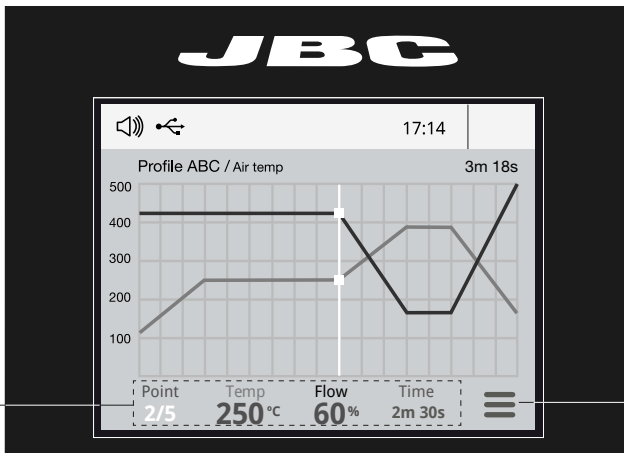 JBC
17:14
Profile ABC / Air temp 3m 18s
500
400
300
200
100
Point Temp Flow Time
2/5 250 °C 60 % 2m 30s